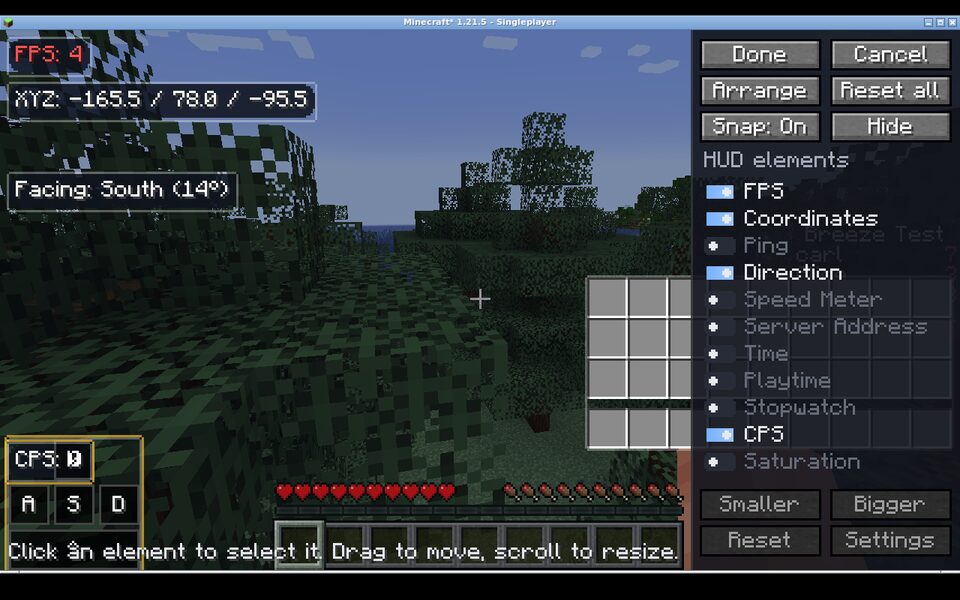 Minecraft* 1.21.5 - Singleplayer
FPS: 4
XYZ: -165.5 / 78.0 / -95.5
Facing: South (14°)
Done
Cancel
Arrange
Reset all
Snap: On
Hide
HUD elements
FPS
Coordinates
Ping
Breeze Test
carl
Direction
Speed Meter
Server Address
Time
Playtime
Stopwatch
CPS
Saturation
Smaller
Bigger
Reset
Settings
CPS: 0
A
S
D
Click an element to select it. Drag to move, scroll to resize.